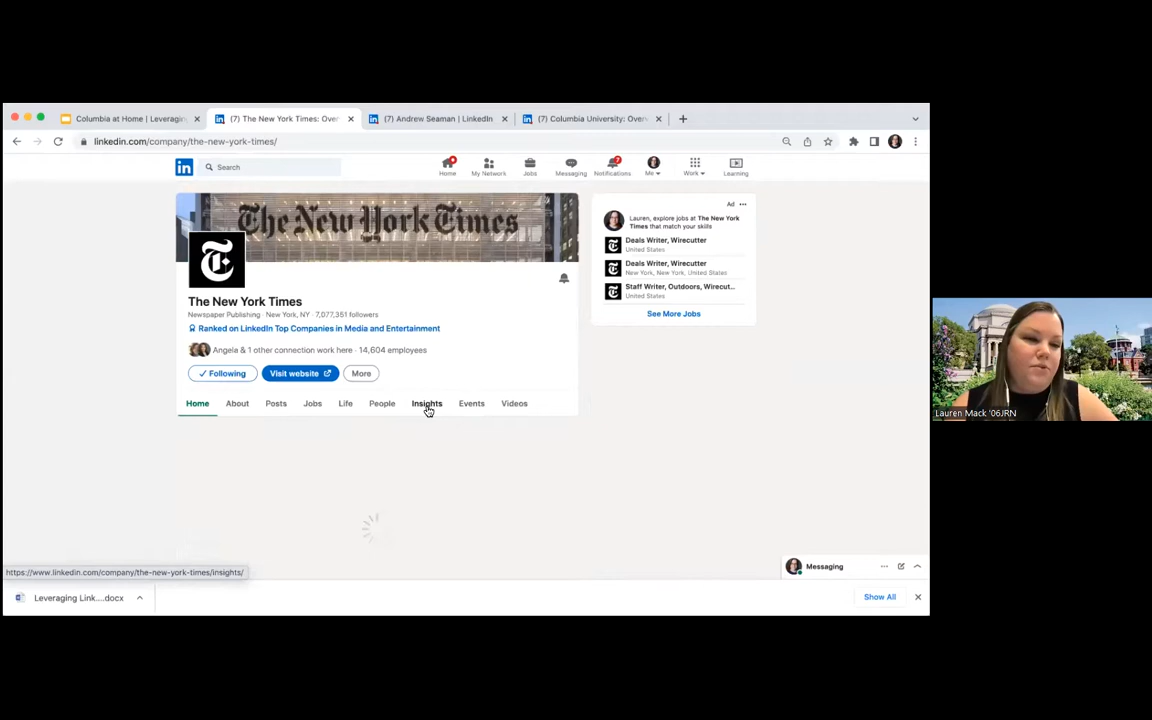 Columbia at Home | Leveragin
(7) The New York Times: Over
(7) Andrew Seaman | LinkedIn
(7) Columbia University: Overv
linkedin.com/company/the-new-york-times/
in
Search
Home
My Network
Jobs
Messaging
Notifications
Me
Work
Learning
The New York Times
Ad
Lauren, explore jobs at The New York
Times that match your skills
Deals Writer, Wirecutter
United States
Deals Writer, Wirecutter
New York, New York, United States
Staff Writer, Outdoors, Wirecut...
United States
See More Jobs
The New York Times
Newspaper Publishing · New York, NY · 7,077,351 followers
Ranked on LinkedIn Top Companies in Media and Entertainment
Angela & 1 other connection work here · 14,604 employees
Following
Visit website
More
Home
About
Posts
Jobs
Life
People
Insights
Events
Videos
Lauren Mack '06JRN
https://www.linkedin.com/company/the-new-york-times/insights/
Messaging
Leveraging Link....docx
Show All